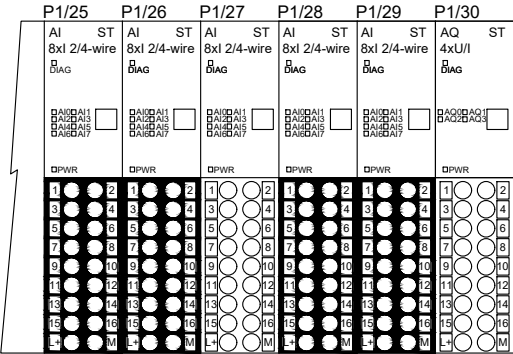 P1/25 P1/26 P1/27 P1/28 P1/29 P1/30
AI ST AI ST AI ST AI ST AI ST AQ ST
8xI 2/4-wire 8xI 2/4-wire 8xI 2/4-wire 8xI 2/4-wire 8xI 2/4-wire 4xU/I
DIAG DIAG DIAG DIAG DIAG DIAG
AI0 AI1 AI0 AI1 AI0 AI1 AI0 AI1 AI0 AI1 AQ0 AQ1
AI2 AI3 AI2 AI3 AI2 AI3 AI2 AI3 AI2 AI3 AQ2 AQ3
AI4 AI5 AI4 AI5 AI4 AI5 AI4 AI5 AI4 AI5
AI6 AI7 AI6 AI7 AI6 AI7 AI6 AI7 AI6 AI7
PWR PWR PWR PWR PWR PWR
1 2 1 2 1 2 1 2 1 2 1 2
3 4 3 4 3 4 3 4 3 4 3 4
5 6 5 6 5 6 5 6 5 6 5 6
7 8 7 8 7 8 7 8 7 8 7 8
9 10 9 10 9 10 9 10 9 10 9 10
11 12 11 12 11 12 11 12 11 12 11 12
13 14 13 14 13 14 13 14 13 14 13 14
15 16 15 16 15 16 15 16 15 16 15 16
L+ M L+ M L+ M L+ M L+ M L+ M